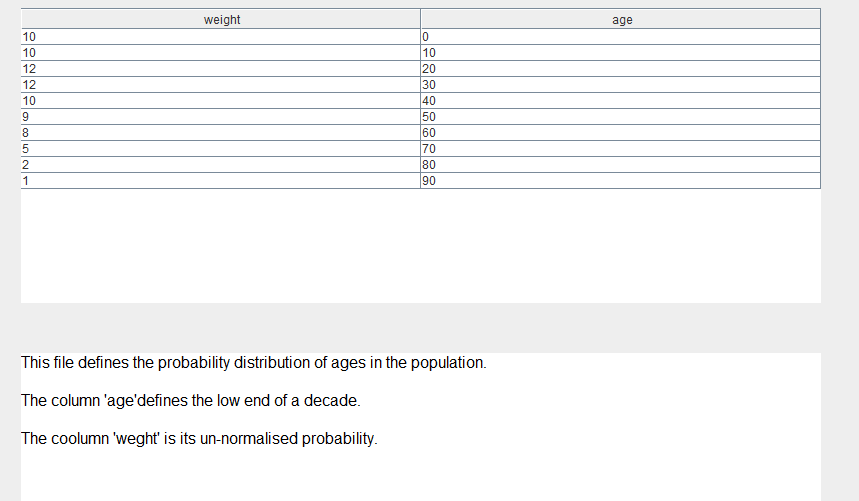 weight age
10 0
10 10
12 20
12 30
10 40
9 50
8 60
5 70
2 80
1 90
This file defines the probability distribution of ages in the population.
The column 'age'defines the low end of a decade.
The coolumn 'weght' is its un-normalised probability.